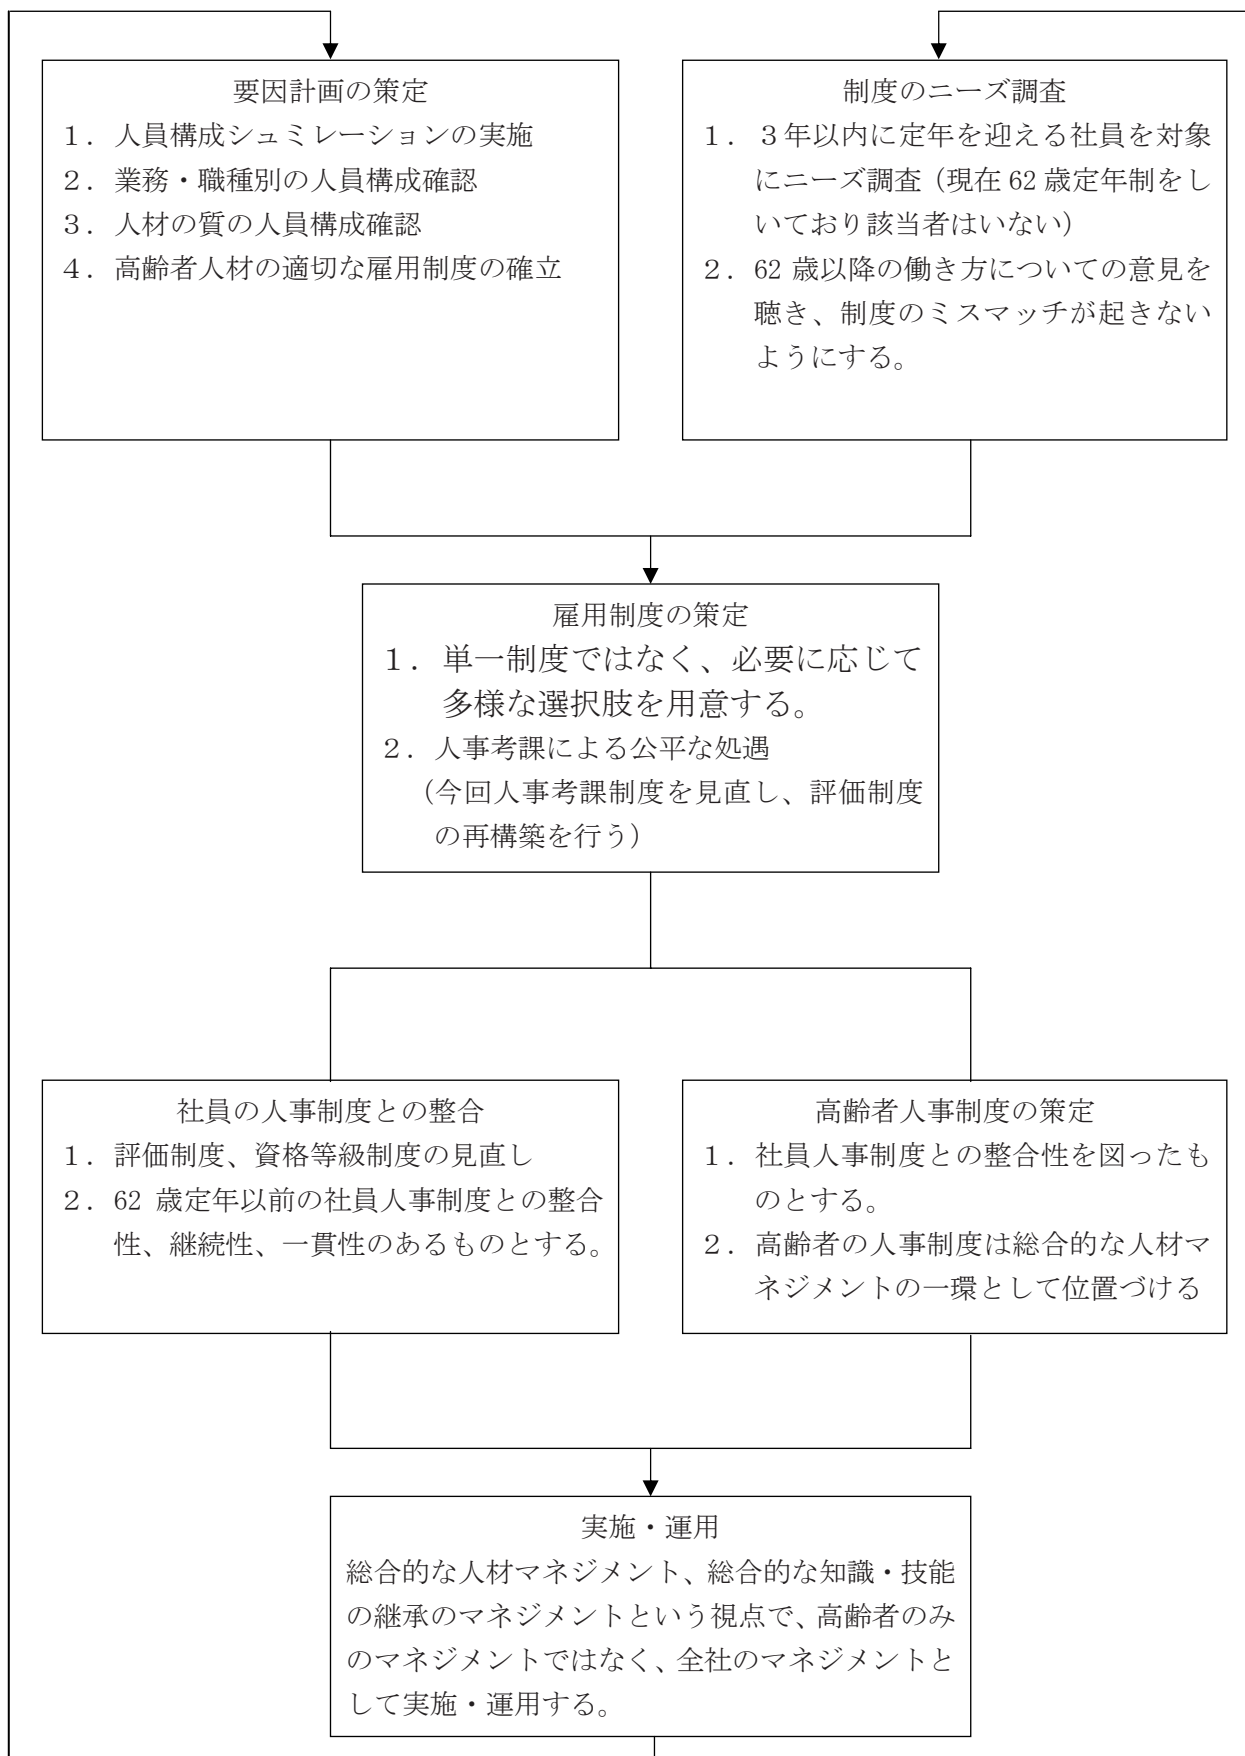 要因計画の策定
１．人員構成シュミレーションの実施
２．業務・職種別の人員構成確認
３．人材の質の人員構成確認
４．高齢者人材の適切な雇用制度の確立
制度のニーズ調査
１．３年以内に定年を迎える社員を対象
にニーズ調査（現在 62 歳定年制をし
いており該当者はいない）
２．62 歳以降の働き方についての意見を
聴き、制度のミスマッチが起きない
ようにする。
雇用制度の策定
１．単一制度ではなく、必要に応じて
多様な選択肢を用意する。
２．人事考課による公平な処遇
（今回人事考課制度を見直し、評価制度
の再構築を行う）
社員の人事制度との整合
１．評価制度、資格等級制度の見直し
２．62 歳定年以前の社員人事制度との整合
性、継続性、一貫性のあるものとする。
高齢者人事制度の策定
１．社員人事制度との整合性を図ったも
のとする。
２．高齢者の人事制度は総合的な人材マ
ネジメントの一環として位置づける
実施・運用
総合的な人材マネジメント、総合的な知識・技能
の継承のマネジメントという視点で、高齢者のみ
のマネジメントではなく、全社のマネジメントと
して実施・運用する。